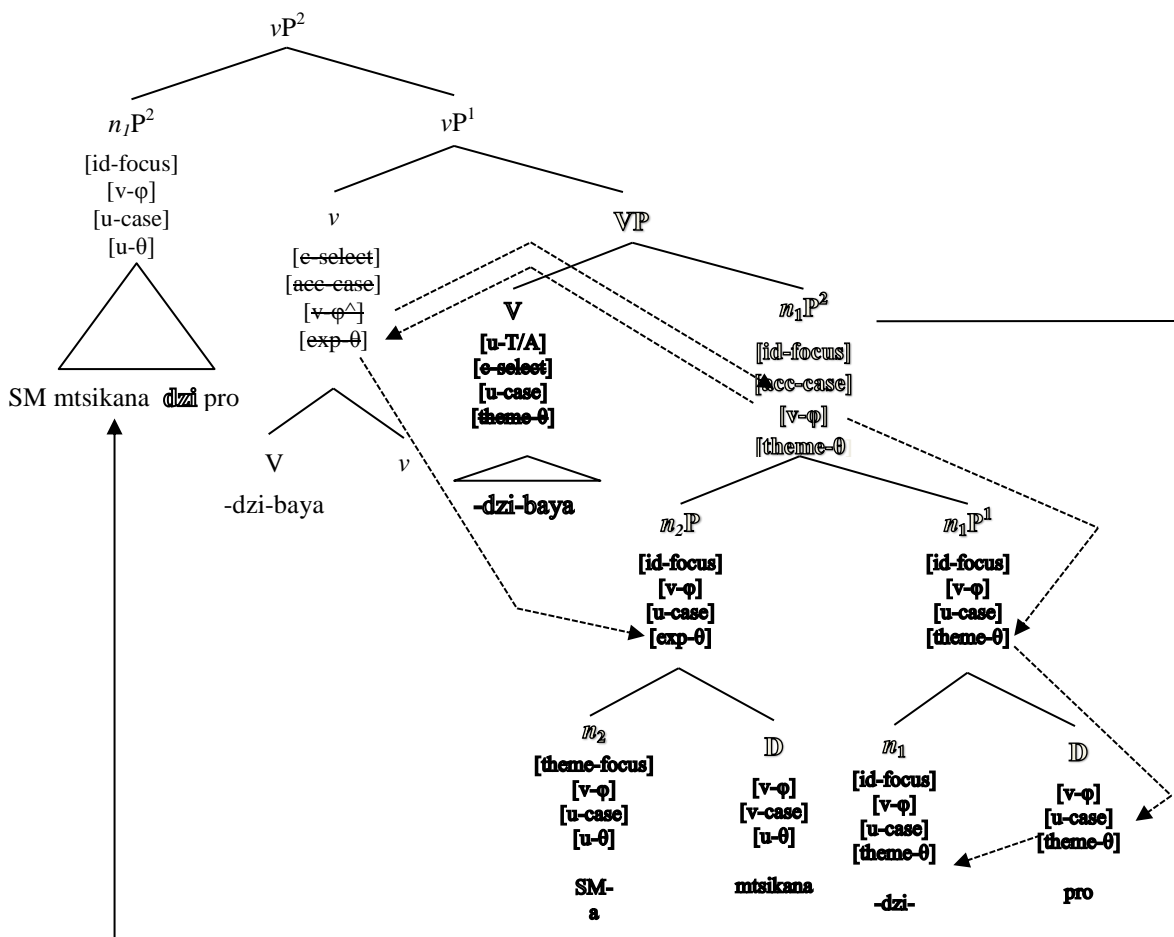 vP²
n₁P² vP¹
[id-focus]
[v-φ]
[u-case]
[u-θ]
v VP
[c-select]
[acc-case]
[v-φ^]
[exp-θ]
V n₁P²
[u-T/A]
[c-select]
[u-case]
[theme-θ]
[id-focus]
[acc-case]
[v-φ]
[theme-θ
SM mtsikana dzi pro
V v
-dzi-baya -dzi-baya
n₂P n₁P¹
[id-focus] [id-focus]
[v-φ] [v-φ]
[u-case] [u-case]
[exp-θ] [theme-θ]
n₂ D n₁ D
[theme-focus]
[v-φ]
[u-case]
[u-θ]
[v-φ]
[v-case]
[u-θ]
[id-focus]
[v-φ]
[u-case]
[theme-θ]
[v-φ]
[u-case]
[theme-θ]
SM- mtsikana -dzi- pro
a